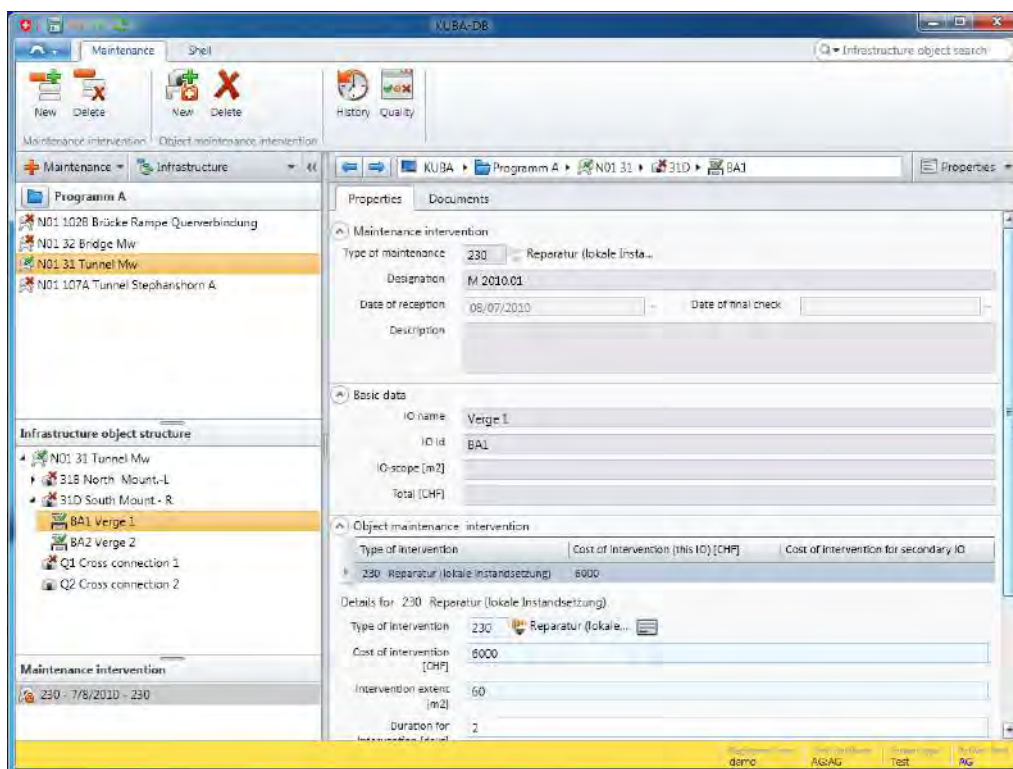 KUBA-DB
Maintenance Shell
Infrastructure object search
New Delete New Delete History Quality
Maintenance intervention Object maintenance intervention
Maintenance Infrastructure
KUBA Programm A N01 31 31D BA1
Properties
Programm A
Properties Documents
N01 102B Brücke Rampe Querverbindung
N01 32 Bridge Mw
N01 31 Tunnel Mw
N01 107A Tunnel Stephanshorn A
Maintenance intervention
Type of maintenance 230 Reparatur (lokale Insta...
Designation M 2010.01
Date of reception 08/07/2010 Date of final check
Description
Basic data
IO name Verge 1
IO id BA1
IO-scope [m2]
Total [CHF]
Infrastructure object structure
N01 31 Tunnel Mw
31B North Mount.-L
31D South Mount - R
BA1 Verge 1
BA2 Verge 2
Q1 Cross connection 1
Q2 Cross connection 2
Object maintenance intervention
Type of intervention Cost of Intervention (this IO) [CHF] Cost of intervention for secondary IO
230 Reparatur (lokale Instandsetzung) 6000
Details for 230 Reparatur (lokale Instandsetzung)
Type of intervention 230 Reparatur (lokale...
Cost of intervention [CHF] 6000
Intervention extent [m2] 60
Duration for 2
Maintenance intervention
230 - 7/8/2010 - 230
demo AG:AG Test AG